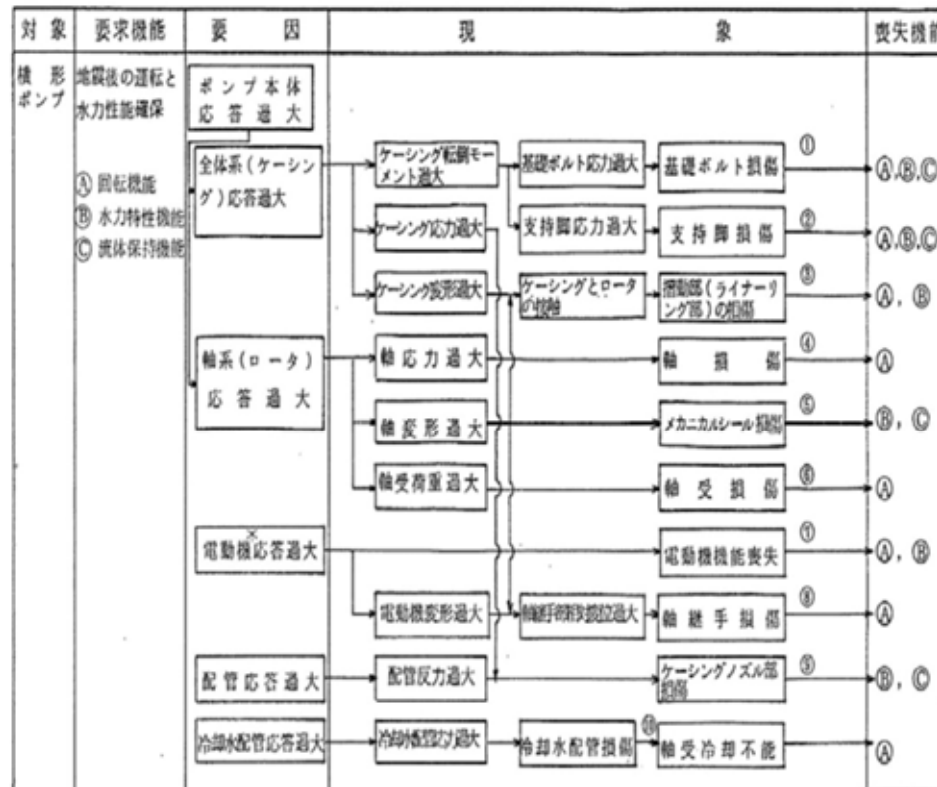 対象
要求機能
要因
現象
喪失機能
横形
ポンプ
地震後の運転と
水力性能確保
Ⓐ 回転機能
Ⓑ 水力特性機能
Ⓒ 流体保持機能
ポンプ本体
応答過大
全体系(ケーシン
グ)応答過大
ケーシング転倒モー
メント過大
基礎ボルト応力過大
基礎ボルト損傷
①
Ⓐ,Ⓑ,Ⓒ
ケーシング応力過大
支持脚応力過大
支持脚損傷
②
Ⓐ,Ⓑ,Ⓒ
ケーシング変形過大
ケーシングとロータ
の接触
摺動部(ライナーリ
ング部)の損傷
③
Ⓐ, Ⓑ
軸系(ロータ)
応答過大
軸応力過大
軸損傷
④
Ⓐ
軸変形過大
メカニカルシール損傷
⑤
Ⓑ, Ⓒ
軸受荷重過大
軸受損傷
⑥
Ⓐ
電動機応答過大
電動機機能喪失
⑦
Ⓐ, Ⓑ
電動機変形過大
変位過大
軸継手損傷
⑧
Ⓐ
配管応答過大
配管反力過大
ケーシングノズル部
損傷
⑨
Ⓑ, Ⓒ
冷却水配管応答過大
冷却水配管応力過大
冷却水配管損傷
⑩
軸受冷却不能
Ⓐ